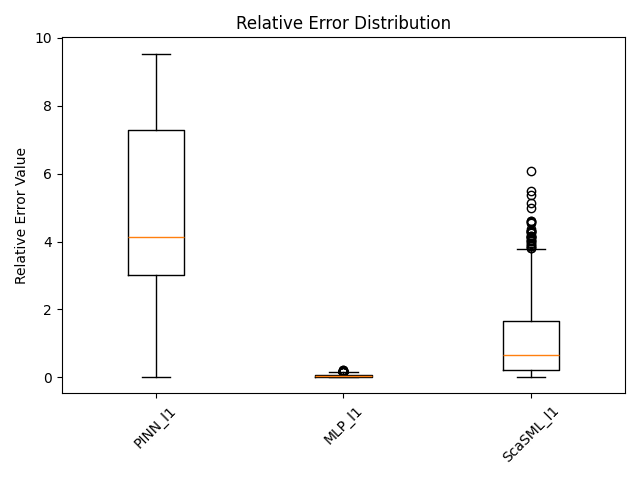 Relative Error Distribution
Relative Error Value
10
8
6
4
2
0
PINN_l1
MLP_l1
ScaSML_l1